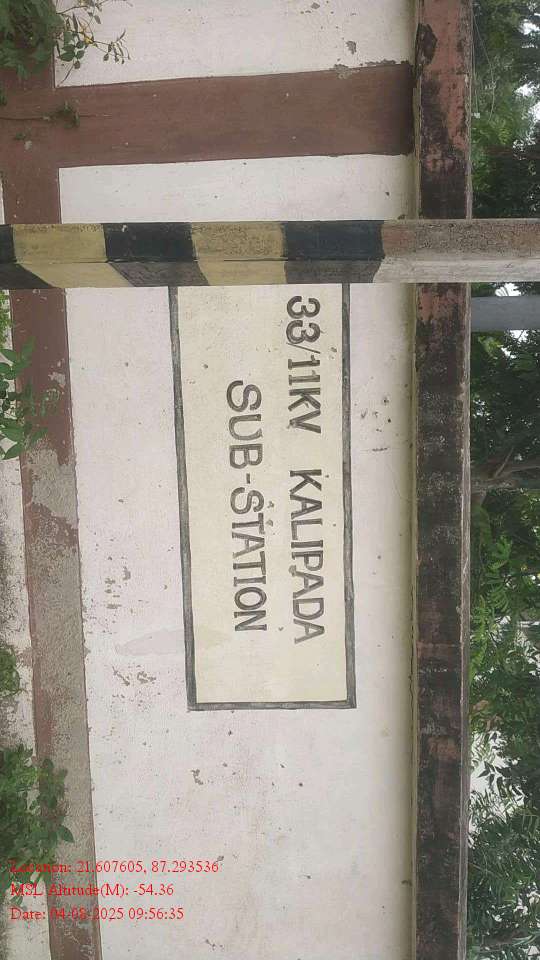 33/11KV KALIPADA
SUB-STATION
Location: 21.607605, 87.293536
MSL Altitude(M): -54.36
Date: 04-08-2025 09:56:35